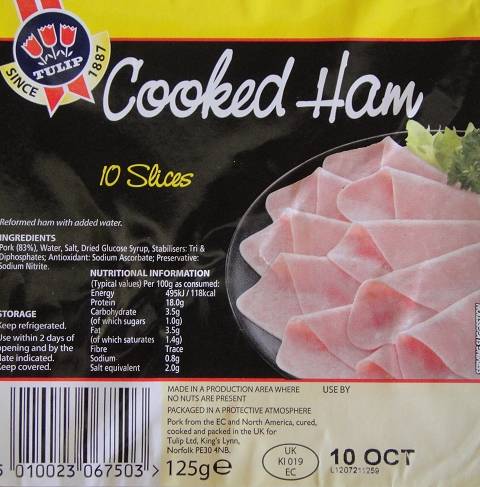 TULIP
SINCE 1887
Cooked Ham
10 Slices
Reformed ham with added water.
INGREDIENTS
Pork (83%), Water, Salt, Dried Glucose Syrup, Stabilisers: Tri &
Diphosphates; Antioxidant: Sodium Ascorbate; Preservative:
Sodium Nitrite.
NUTRITIONAL INFORMATION
(Typical values) Per 100g as consumed:
Energy 495kJ / 118kcal
Protein 18.0g
Carbohydrate 3.5g
(of which sugars 1.0g)
Fat 3.5g
(of which saturates 1.4g)
Fibre Trace
Sodium 0.8g
Salt equivalent 2.0g
STORAGE
Keep refrigerated.
Use within 2 days of
opening and by the
date indicated.
Keep covered.
SERVING SUGGESTION
MADE IN A PRODUCTION AREA WHERE
NO NUTS ARE PRESENT
PACKAGED IN A PROTECTIVE ATMOSPHERE
Pork from the EC and North America, cured,
cooked and packed in the UK for
Tulip Ltd, King's Lynn,
Norfolk PE30 4NB.
5 010023 067503 >
125g e
UK
KI 019
EC
USE BY
10 OCT
L1207211259